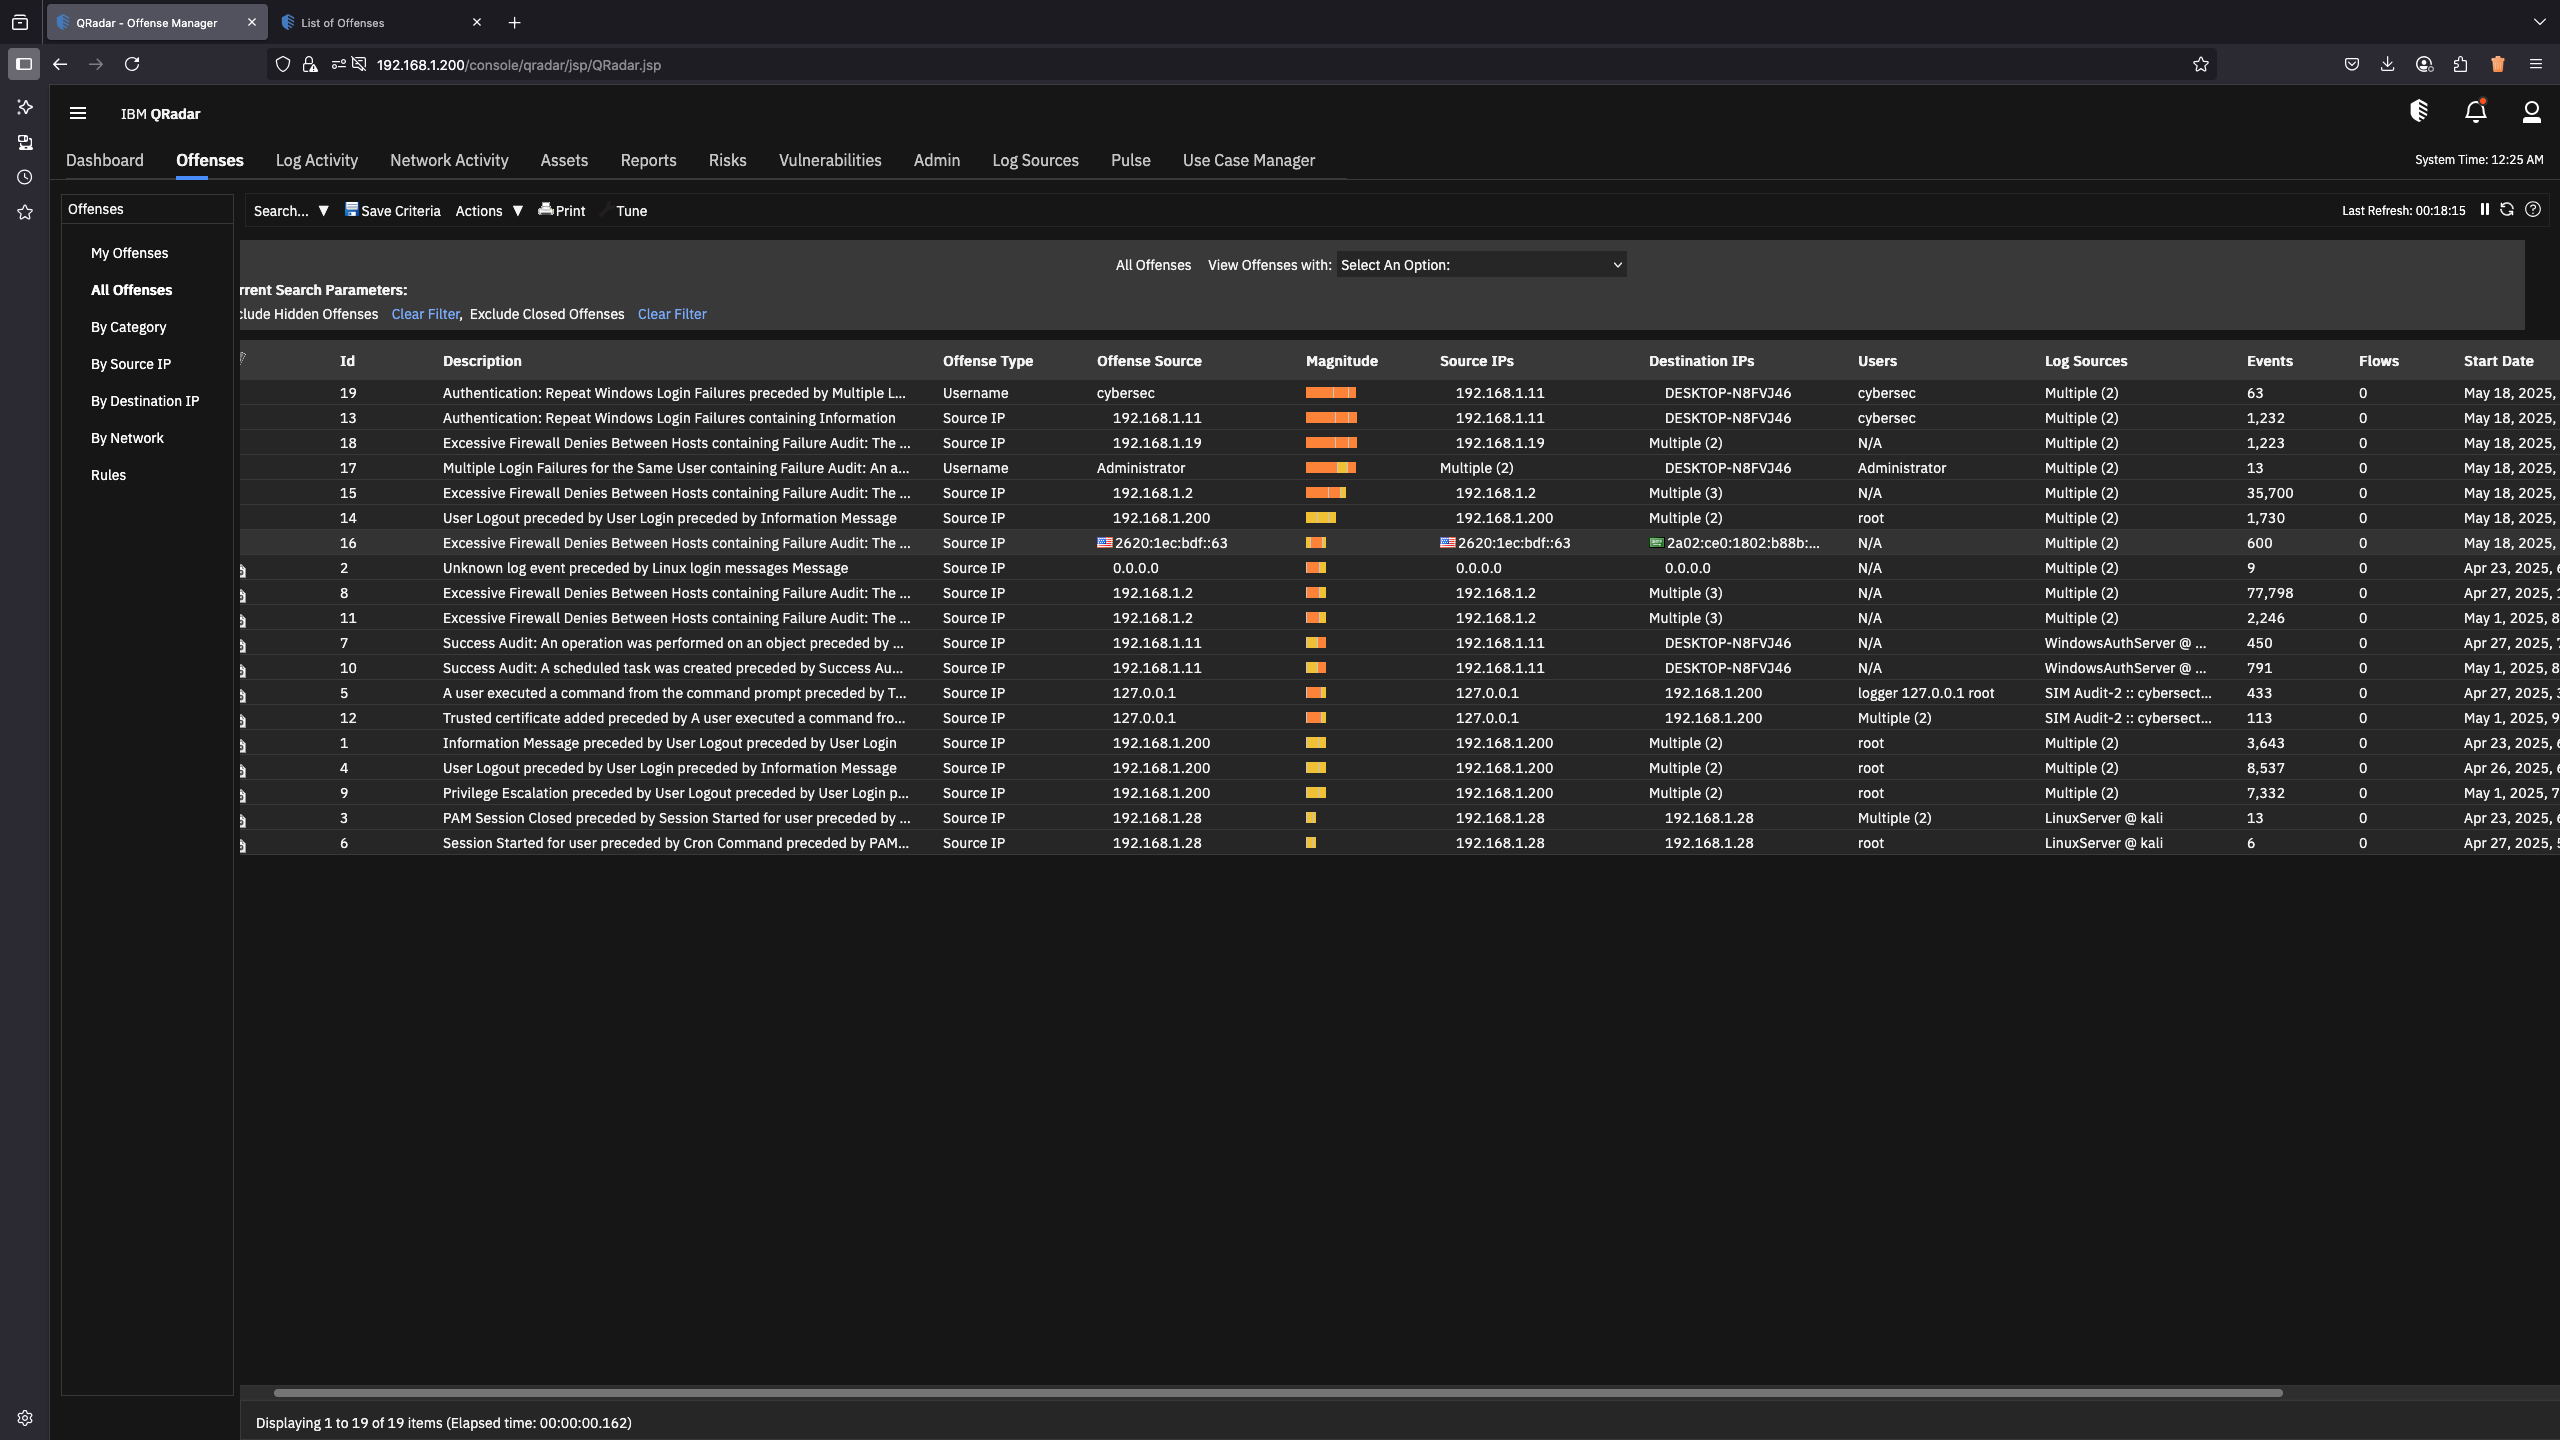 QRadar - Offense Manager
List of Offenses
192.168.1.200/console/qradar/jsp/QRadar.jsp
IBM QRadar
Dashboard Offenses Log Activity Network Activity Assets Reports Risks Vulnerabilities Admin Log Sources Pulse Use Case Manager
System Time: 12:25 AM
Offenses
My Offenses
All Offenses
By Category
By Source IP
By Destination IP
By Network
Rules
Search... ▼ Save Criteria Actions ▼ Print Tune
Last Refresh: 00:18:15
All Offenses View Offenses with: Select An Option:
rrent Search Parameters:
clude Hidden Offenses Clear Filter, Exclude Closed Offenses Clear Filter
Id Description Offense Type Offense Source Magnitude Source IPs Destination IPs Users Log Sources Events Flows Start Date
19 Authentication: Repeat Windows Login Failures preceded by Multiple L... Username cybersec 192.168.1.11 DESKTOP-N8FVJ46 cybersec Multiple (2) 63 0 May 18, 2025,
13 Authentication: Repeat Windows Login Failures containing Information Source IP 192.168.1.11 192.168.1.11 DESKTOP-N8FVJ46 cybersec Multiple (2) 1,232 0 May 18, 2025,
18 Excessive Firewall Denies Between Hosts containing Failure Audit: The ... Source IP 192.168.1.19 192.168.1.19 Multiple (2) N/A Multiple (2) 1,223 0 May 18, 2025,
17 Multiple Login Failures for the Same User containing Failure Audit: An a... Username Administrator Multiple (2) DESKTOP-N8FVJ46 Administrator Multiple (2) 13 0 May 18, 2025,
15 Excessive Firewall Denies Between Hosts containing Failure Audit: The ... Source IP 192.168.1.2 192.168.1.2 Multiple (3) N/A Multiple (2) 35,700 0 May 18, 2025,
14 User Logout preceded by User Login preceded by Information Message Source IP 192.168.1.200 192.168.1.200 Multiple (2) root Multiple (2) 1,730 0 May 18, 2025,
16 Excessive Firewall Denies Between Hosts containing Failure Audit: The ... Source IP 2620:1ec:bdf::63 2620:1ec:bdf::63 2a02:ce0:1802:b88b:... N/A Multiple (2) 600 0 May 18, 2025,
2 Unknown log event preceded by Linux login messages Message Source IP 0.0.0.0 0.0.0.0 0.0.0.0 N/A Multiple (2) 9 0 Apr 23, 2025,
8 Excessive Firewall Denies Between Hosts containing Failure Audit: The ... Source IP 192.168.1.2 192.168.1.2 Multiple (3) N/A Multiple (2) 77,798 0 Apr 27, 2025,
11 Excessive Firewall Denies Between Hosts containing Failure Audit: The ... Source IP 192.168.1.2 192.168.1.2 Multiple (3) N/A Multiple (2) 2,246 0 May 1, 2025, 8
7 Success Audit: An operation was performed on an object preceded by ... Source IP 192.168.1.11 192.168.1.11 DESKTOP-N8FVJ46 N/A WindowsAuthServer @ ... 450 0 Apr 27, 2025,
10 Success Audit: A scheduled task was created preceded by Success Au... Source IP 192.168.1.11 192.168.1.11 DESKTOP-N8FVJ46 N/A WindowsAuthServer @ ... 791 0 May 1, 2025, 8
5 A user executed a command from the command prompt preceded by T... Source IP 127.0.0.1 127.0.0.1 192.168.1.200 logger 127.0.0.1 root SIM Audit-2 :: cybersect... 433 0 Apr 27, 2025,
12 Trusted certificate added preceded by A user executed a command fro... Source IP 127.0.0.1 127.0.0.1 192.168.1.200 Multiple (2) SIM Audit-2 :: cybersect... 113 0 May 1, 2025, 9
1 Information Message preceded by User Logout preceded by User Login Source IP 192.168.1.200 192.168.1.200 Multiple (2) root Multiple (2) 3,643 0 Apr 23, 2025,
4 User Logout preceded by User Login preceded by Information Message Source IP 192.168.1.200 192.168.1.200 Multiple (2) root Multiple (2) 8,537 0 Apr 26, 2025,
9 Privilege Escalation preceded by User Logout preceded by User Login p... Source IP 192.168.1.200 192.168.1.200 Multiple (2) root Multiple (2) 7,332 0 May 1, 2025, 7
3 PAM Session Closed preceded by Session Started for user preceded by ... Source IP 192.168.1.28 192.168.1.28 192.168.1.28 Multiple (2) LinuxServer @ kali 13 0 Apr 23, 2025,
6 Session Started for user preceded by Cron Command preceded by PAM... Source IP 192.168.1.28 192.168.1.28 192.168.1.28 root LinuxServer @ kali 6 0 Apr 27, 2025,
Displaying 1 to 19 of 19 items (Elapsed time: 00:00:00.162)